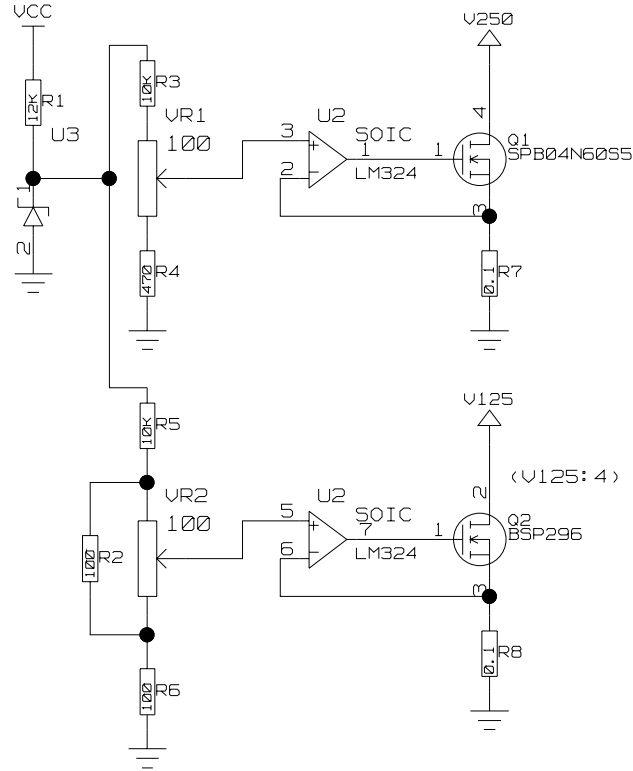 VCC
V250
R1
12K
U3
1
2
R3
10K
VR1
100
R4
470
U2
SOIC
LM324
3
2
1
1
4
Q1
SPB04N60S5
3
R7
0.1
R5
10K
VR2
100
R2
100
R6
100
U2
SOIC
LM324
5
6
7
V125
(V125:4)
1
2
Q2
BSP296
3
R8
0.1